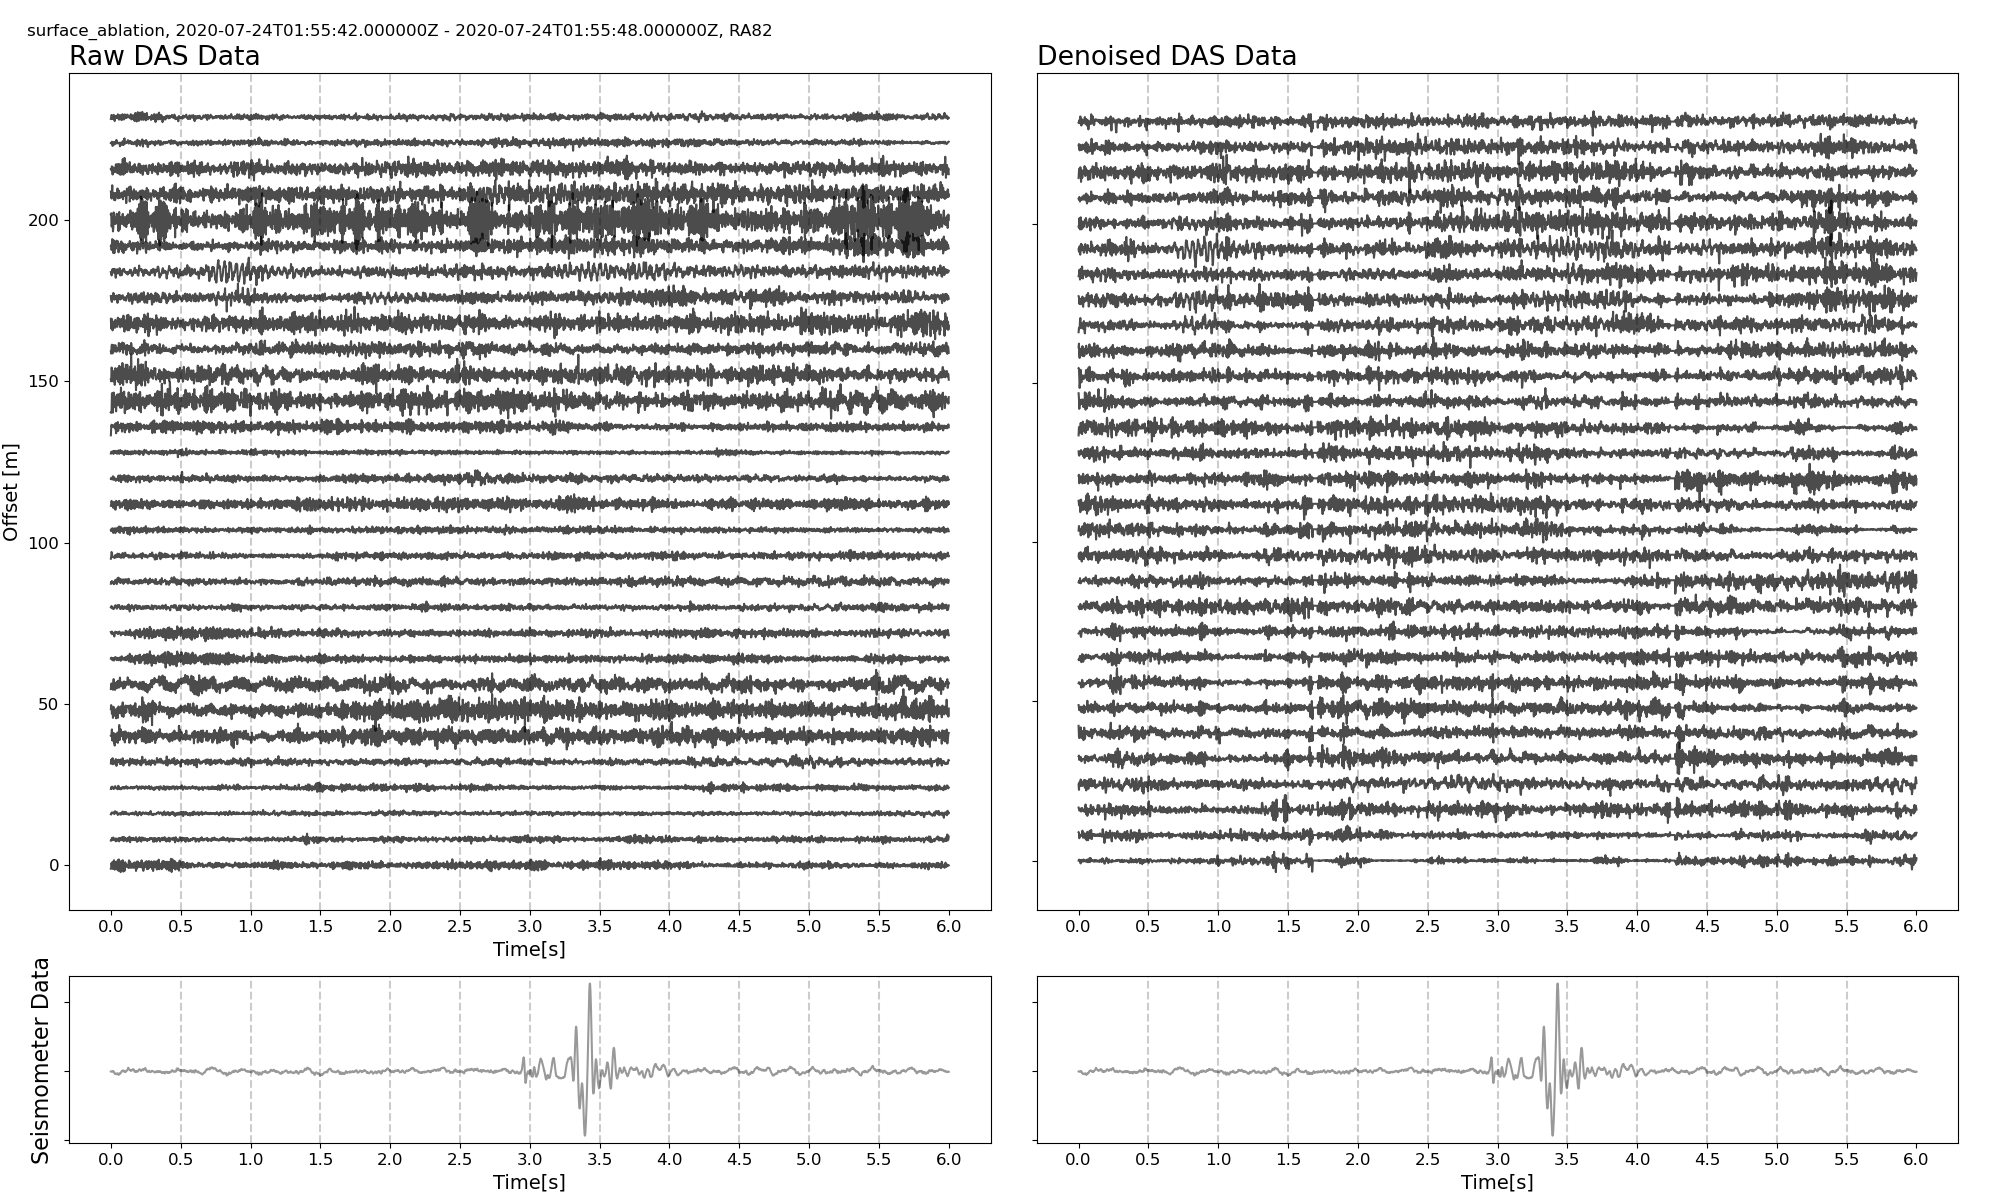 surface_ablation, 2020-07-24T01:55:42.000000Z - 2020-07-24T01:55:48.000000Z, RA82
Raw DAS Data
Denoised DAS Data
Offset [m]
200
150
100
50
0
0.0 0.5 1.0 1.5 2.0 2.5 3.0 3.5 4.0 4.5 5.0 5.5 6.0
Time[s]
0.0 0.5 1.0 1.5 2.0 2.5 3.0 3.5 4.0 4.5 5.0 5.5 6.0
Seismometer Data
0.0 0.5 1.0 1.5 2.0 2.5 3.0 3.5 4.0 4.5 5.0 5.5 6.0
Time[s]
0.0 0.5 1.0 1.5 2.0 2.5 3.0 3.5 4.0 4.5 5.0 5.5 6.0
Time[s]